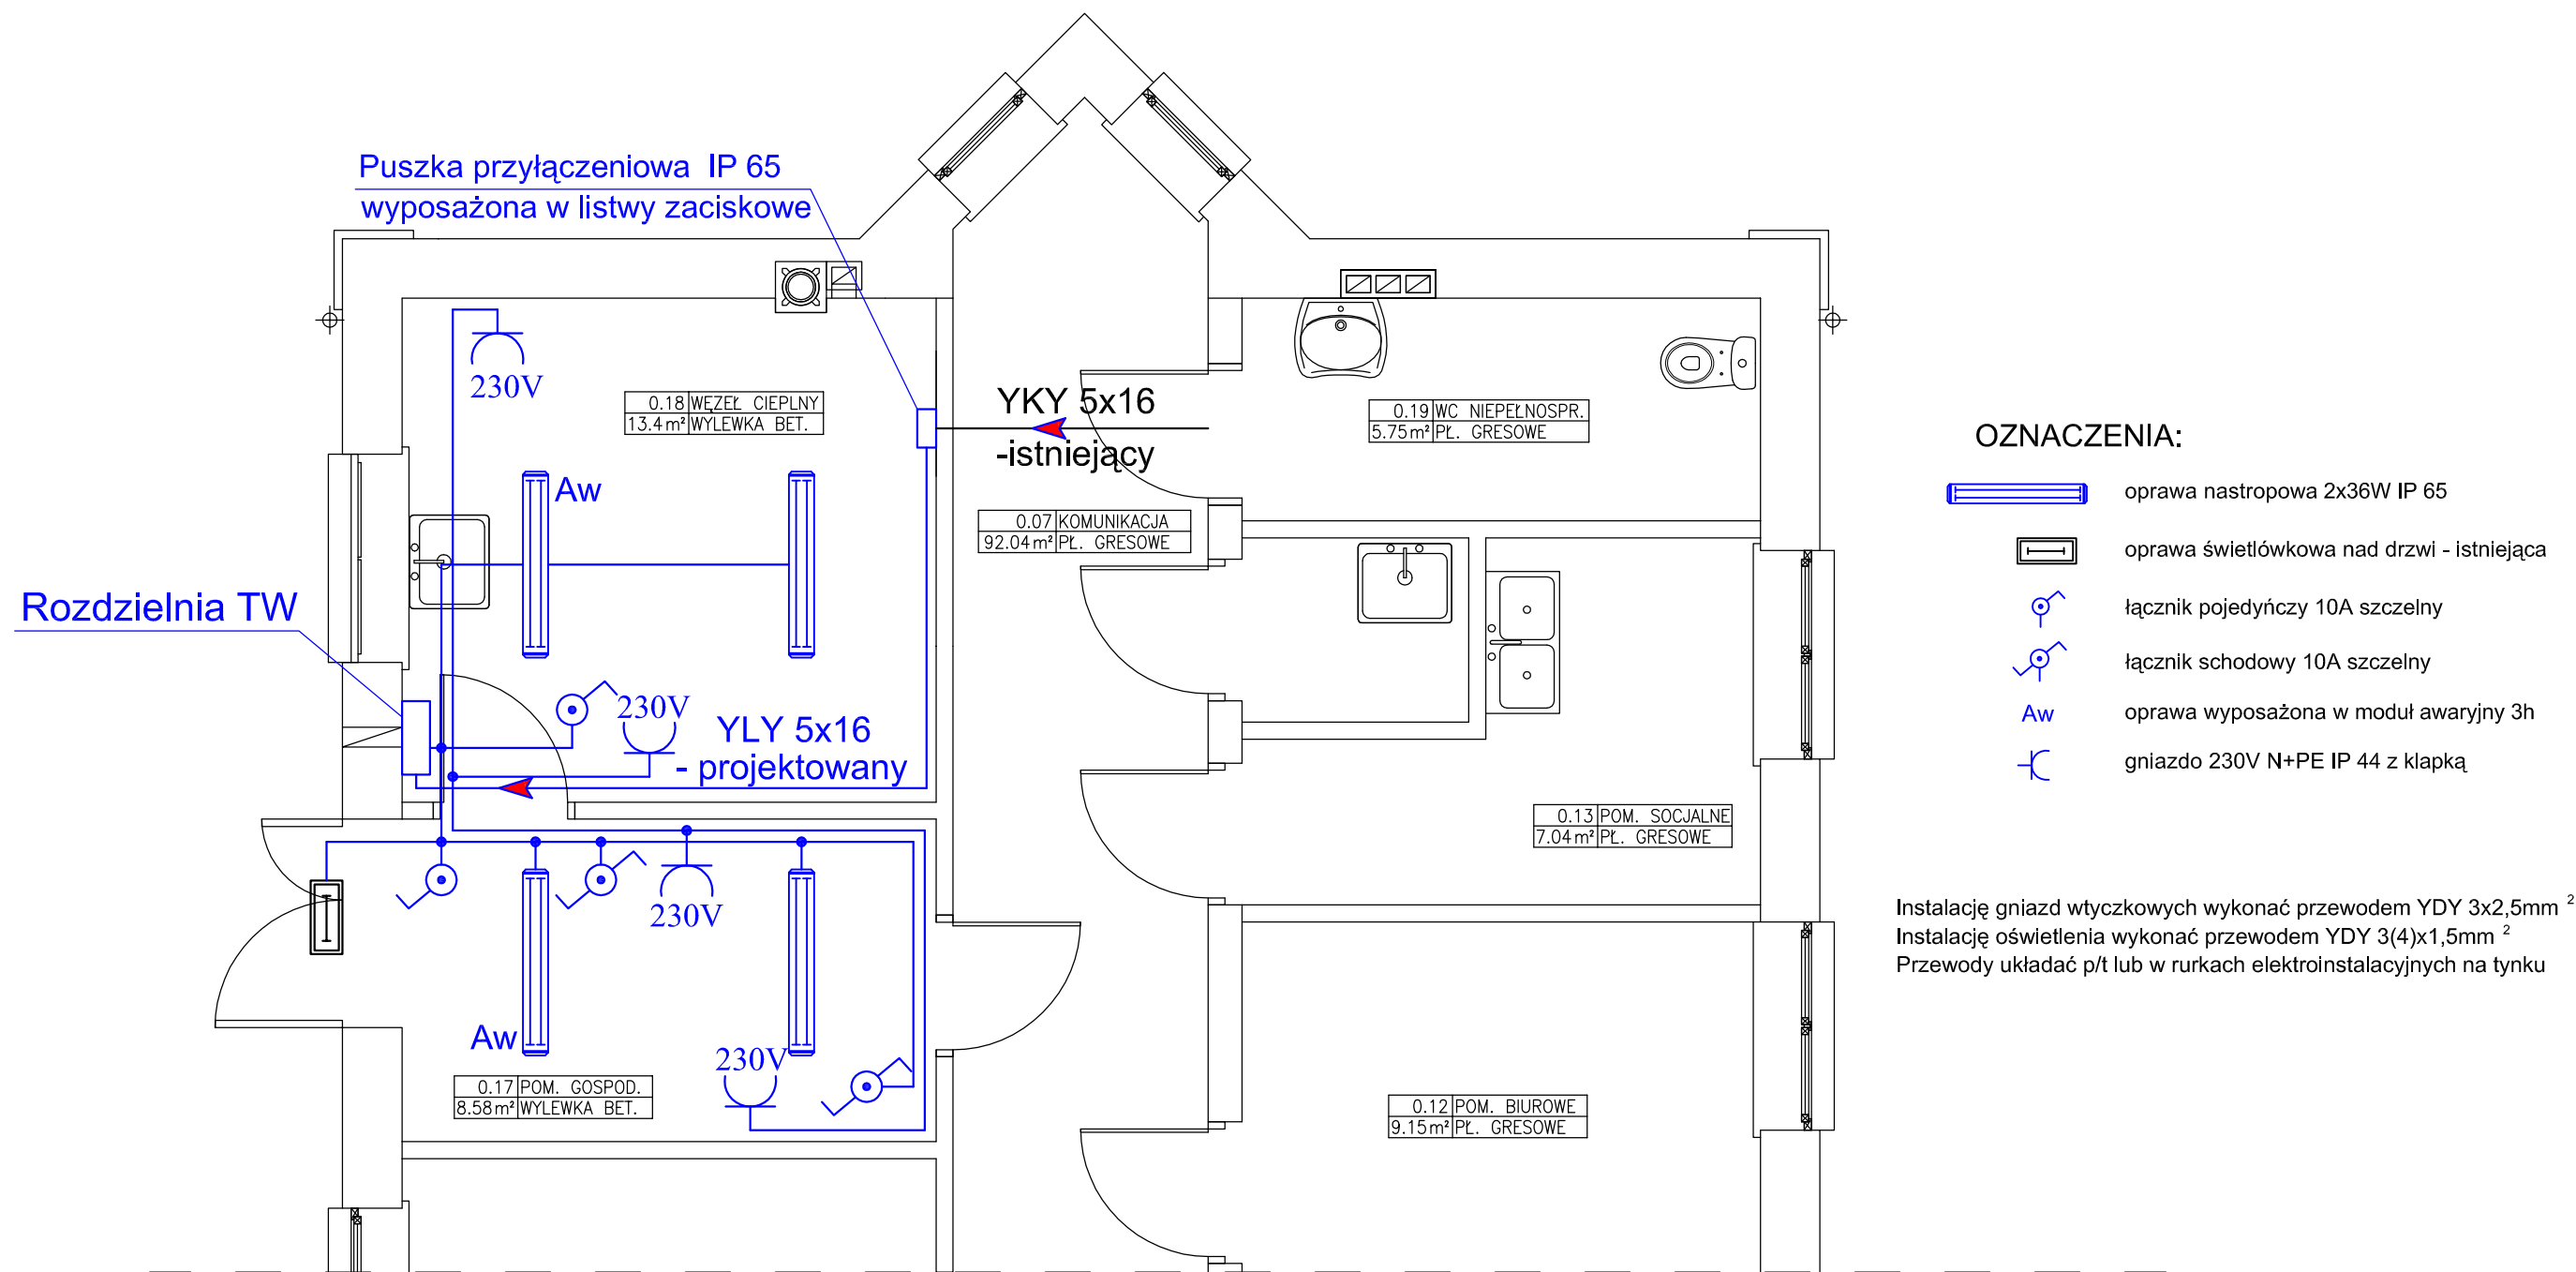 Puszka przyłączeniowa IP 65
wyposażona w listwy zaciskowe
230V
0.18 WĘZEŁ CIEPLNY
13.4m² WYLEWKA BET.
YKY 5x16
-istniejący
0.19 WC NIEPEŁNOSPR.
5.75m² PŁ. GRESOWE
Aw
0.07 KOMUNIKACJA
92.04m² PŁ. GRESOWE
Rozdzielnia TW
230V
YLY 5x16
- projektowany
0.13 POM. SOCJALNE
7.04m² PŁ. GRESOWE
230V
Aw
230V
0.17 POM. GOSPOD.
8.58m² WYLEWKA BET.
0.12 POM. BIUROWE
9.15m² PŁ. GRESOWE
OZNACZENIA:
oprawa nastropowa 2x36W IP 65
oprawa świetlówkowa nad drzwi - istniejąca
łącznik pojedyńczy 10A szczelny
łącznik schodowy 10A szczelny
Aw oprawa wyposażona w moduł awaryjny 3h
gniazdo 230V N+PE IP 44 z klapką
Instalację gniazd wtyczkowych wykonać przewodem YDY 3x2,5mm ²
Instalację oświetlenia wykonać przewodem YDY 3(4)x1,5mm ²
Przewody układać p/t lub w rurkach elektroinstalacyjnych na tynku